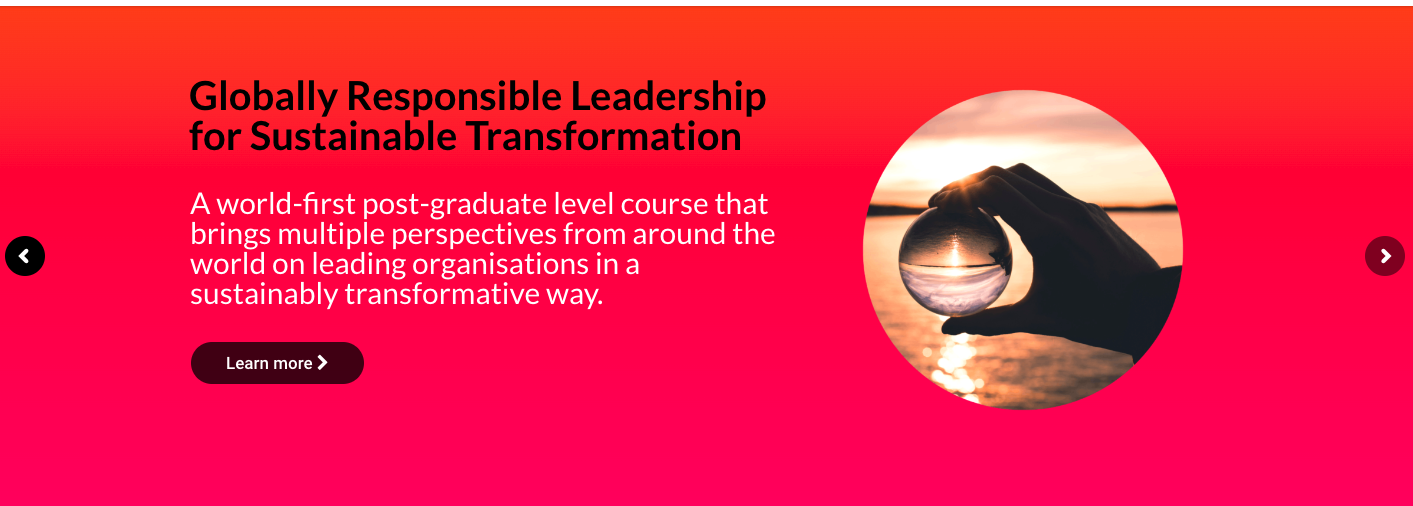 Globally Responsible Leadership
for Sustainable Transformation
A world-first post-graduate level course that
brings multiple perspectives from around the
world on leading organisations in a
sustainably transformative way.
Learn more